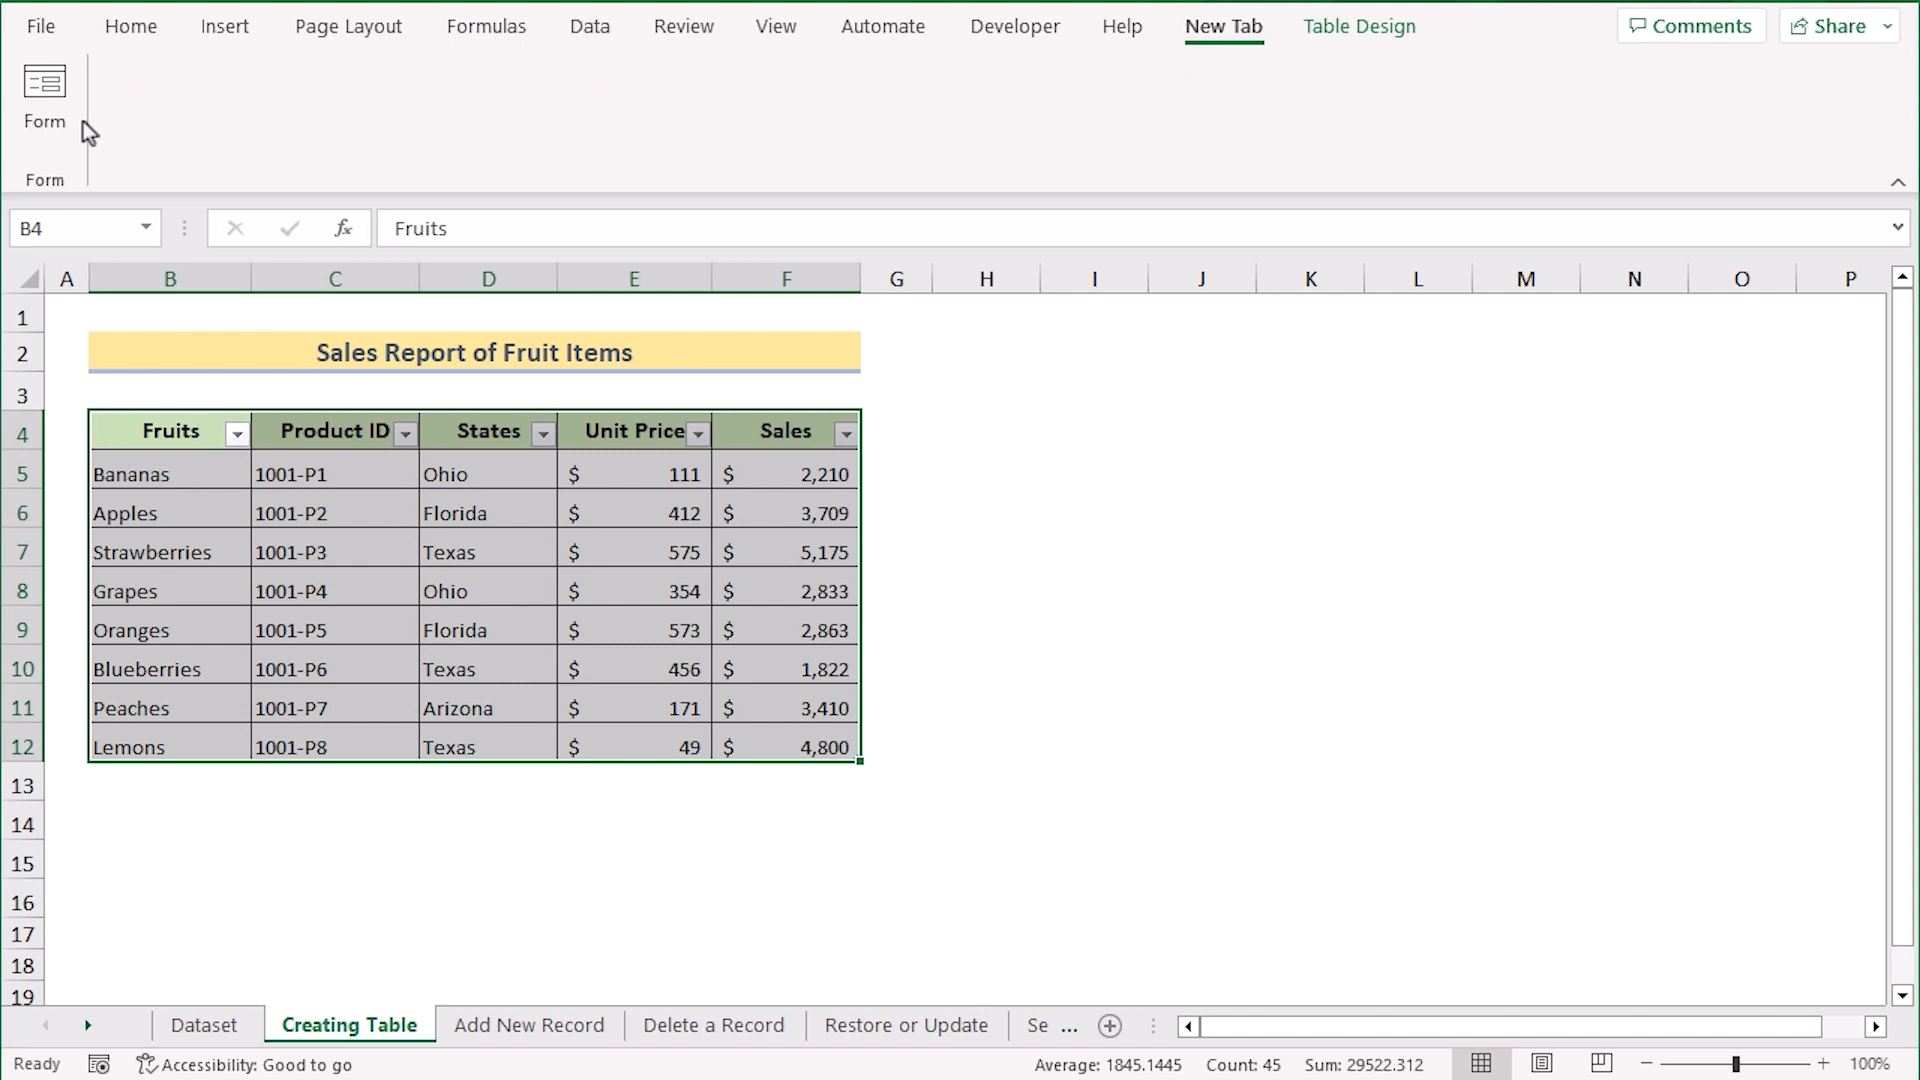 File Home Insert Page Layout Formulas Data Review View Automate Developer Help New Tab Table Design Comments Share
Form
Form
B4 fx Fruits
A B C D E F G H I J K L M N O P
1
2 Sales Report of Fruit Items
3
4 Fruits Product ID States Unit Price Sales
5 Bananas 1001-P1 Ohio $ 111 $ 2,210
6 Apples 1001-P2 Florida $ 412 $ 3,709
7 Strawberries 1001-P3 Texas $ 575 $ 5,175
8 Grapes 1001-P4 Ohio $ 354 $ 2,833
9 Oranges 1001-P5 Florida $ 573 $ 2,863
10 Blueberries 1001-P6 Texas $ 456 $ 1,822
11 Peaches 1001-P7 Arizona $ 171 $ 3,410
12 Lemons 1001-P8 Texas $ 49 $ 4,800
13
14
15
16
17
18
19
Dataset Creating Table Add New Record Delete a Record Restore or Update Se ...
Ready Accessibility: Good to go Average: 1845.1445 Count: 45 Sum: 29522.312 100%